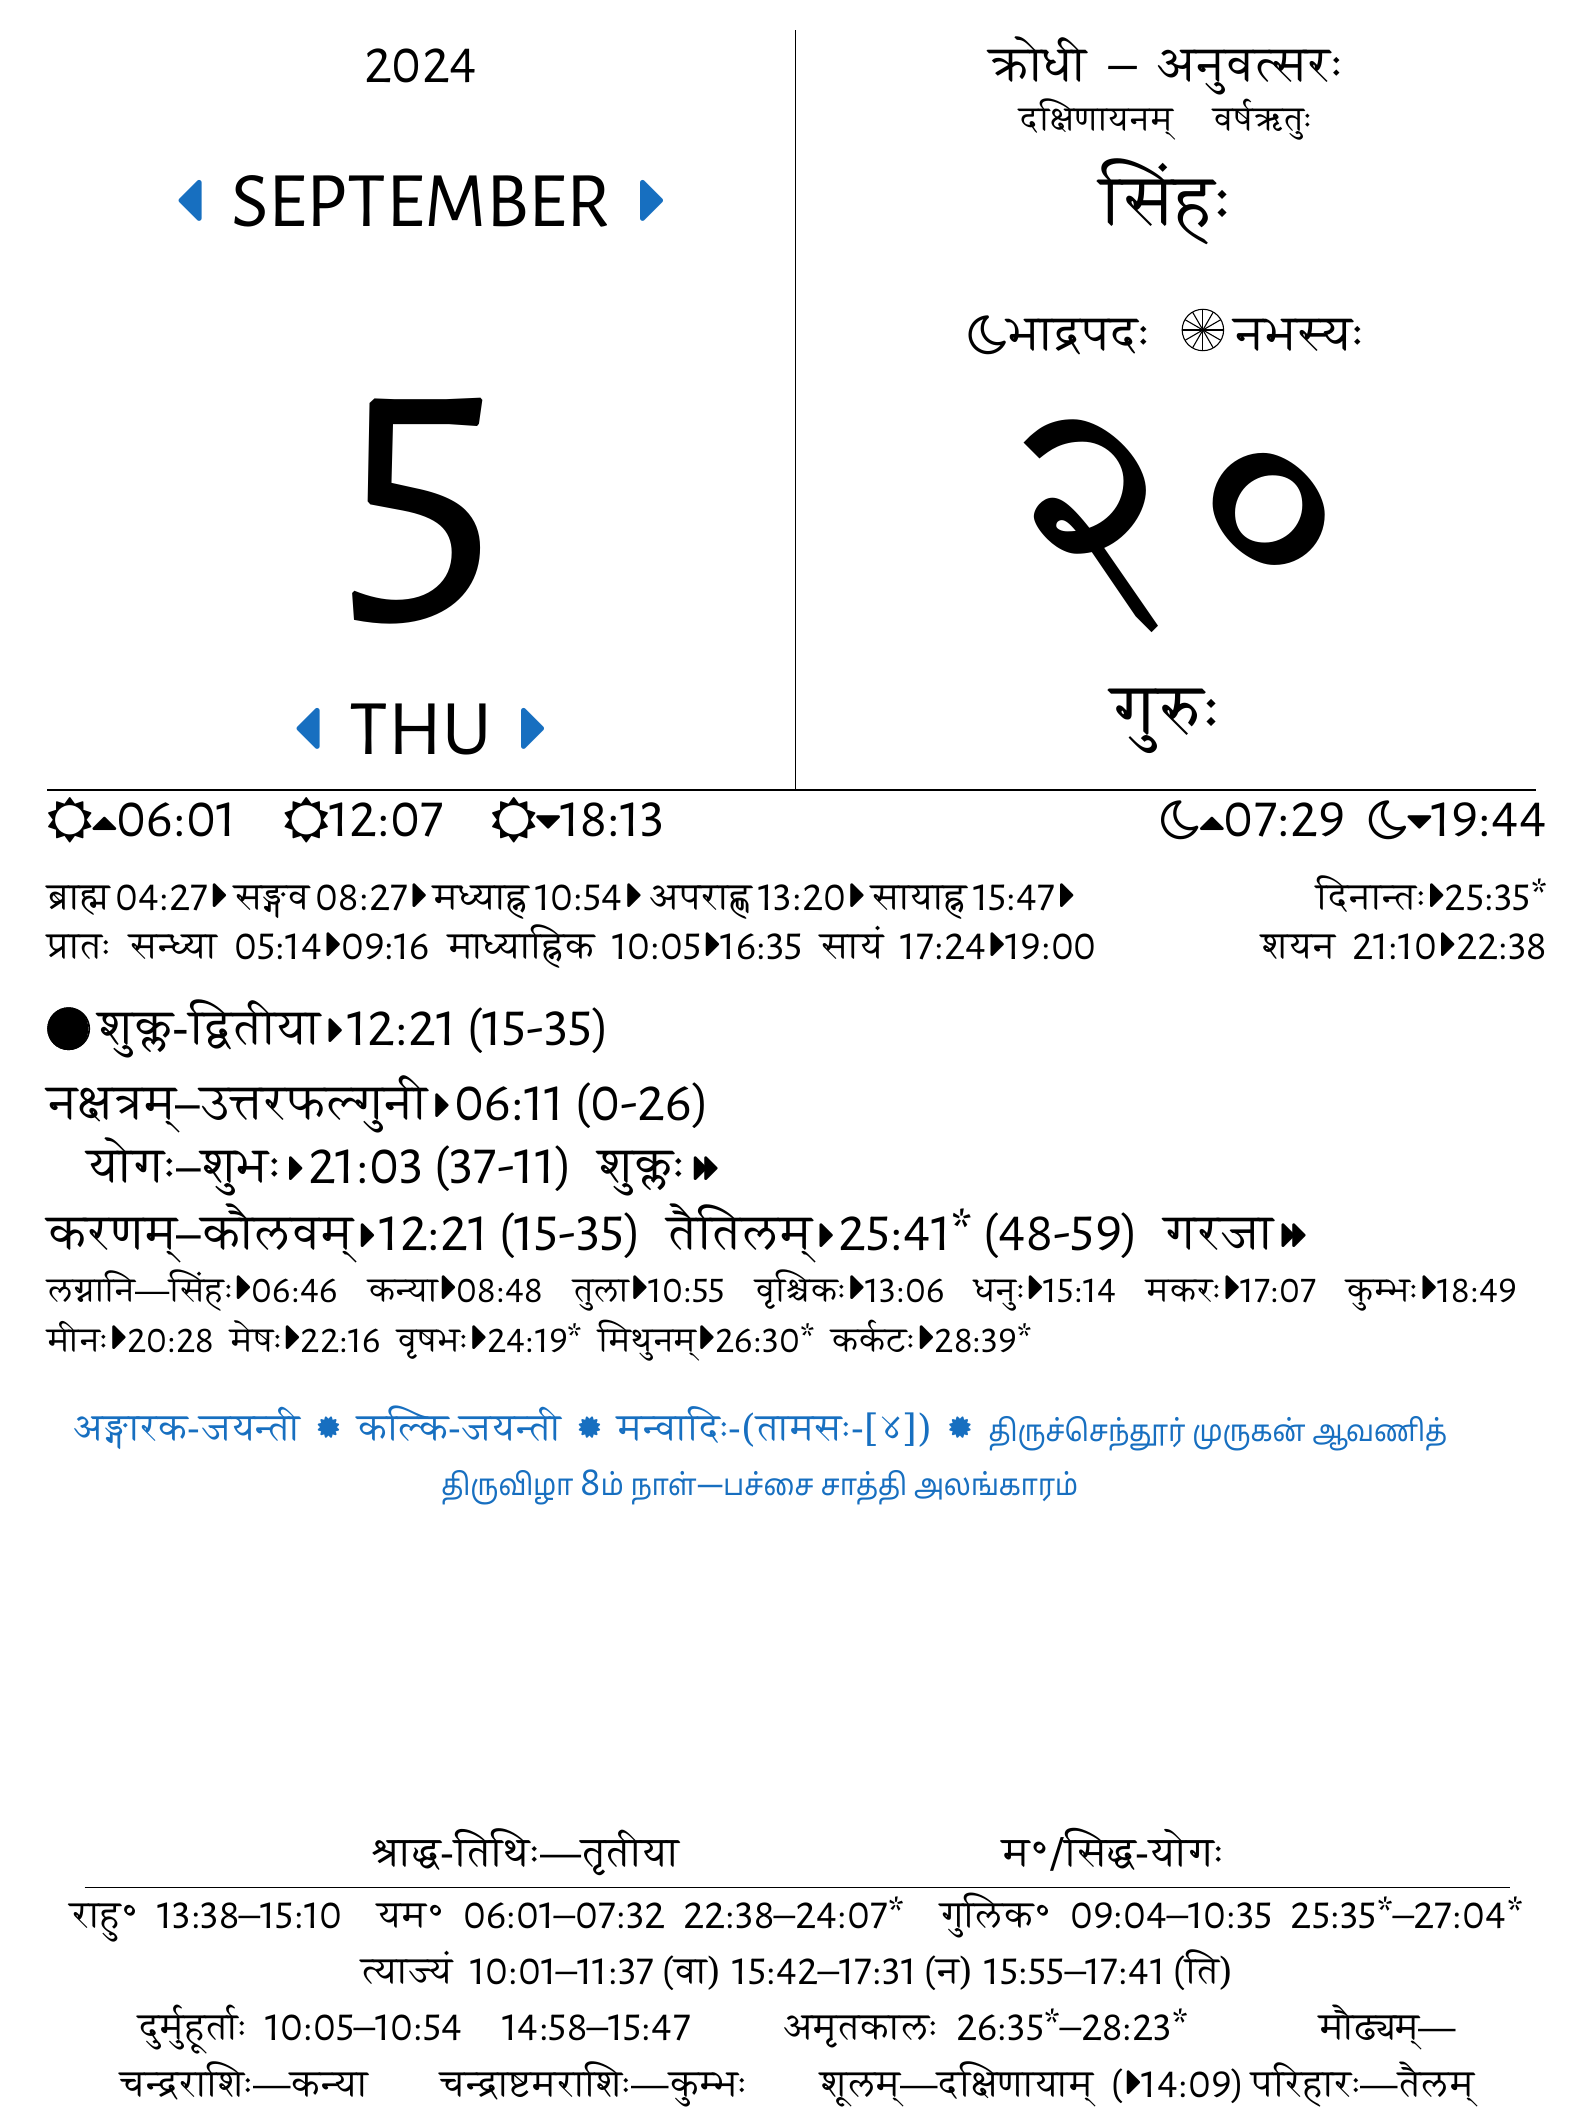 2024
SEPTEMBER
5
THU
क्रोधी – अनुवत्सरः
दक्षिणायनम् वर्षऋतुः
सिंहः
भाद्रपदः नभस्यः
२०
गुरुः
06:01 12:07 18:13 07:29 19:44
ब्राह्म 04:27 सङ्गव 08:27 मध्याह्न 10:54 अपराह्ण 13:20 सायाह्न 15:47 दिनान्तः 25:35*
प्रातः सन्ध्या 05:14 09:16 माध्याह्निक 10:05 16:35 सायं 17:24 19:00 शयन 21:10 22:38
शुक्ल-द्वितीया 12:21 (15-35)
नक्षत्रम्–उत्तरफल्गुनी 06:11 (0-26)
योगः–शुभः 21:03 (37-11) शुक्लः
करणम्–कौलवम् 12:21 (15-35) तैतिलम् 25:41* (48-59) गरजा
लग्नानि—सिंहः 06:46 कन्या 08:48 तुला 10:55 वृश्चिकः 13:06 धनुः 15:14 मकरः 17:07 कुम्भः 18:49
मीनः 20:28 मेषः 22:16 वृषभः 24:19* मिथुनम् 26:30* कर्कटः 28:39*
अङ्गारक-जयन्ती ✹ कल्कि-जयन्ती ✹ मन्वादिः-(तामसः-[४]) ✹ திருச்செந்தூர் முருகன் ஆவணித்
திருவிழா 8ம் நாள்—பச்சை சாத்தி அலங்காரம்
श्राद्ध-तिथिः—तृतीया म॰/सिद्ध-योगः
राहु॰ 13:38–15:10 यम॰ 06:01–07:32 22:38–24:07* गुलिक॰ 09:04–10:35 25:35*–27:04*
त्याज्यं 10:01–11:37 (वा) 15:42–17:31 (न) 15:55–17:41 (ति)
दुर्मुहूर्ताः 10:05–10:54 14:58–15:47 अमृतकालः 26:35*–28:23* मौढ्यम्—
चन्द्रराशिः—कन्या चन्द्राष्टमराशिः—कुम्भः शूलम्—दक्षिणायाम् (14:09) परिहारः—तैलम्